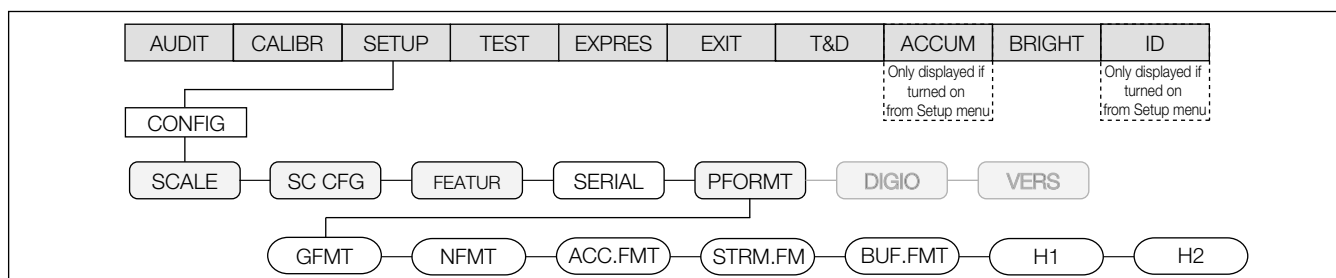 AUDIT CALIBR SETUP TEST EXPRES EXIT T&D ACCUM BRIGHT ID
Only displayed if turned on from Setup menu
Only displayed if turned on from Setup menu
CONFIG
SCALE SC CFG FEATUR SERIAL PFORMT DIGIO VERS
GFMT NFMT ACC.FMT STRM.FM BUF.FMT H1 H2